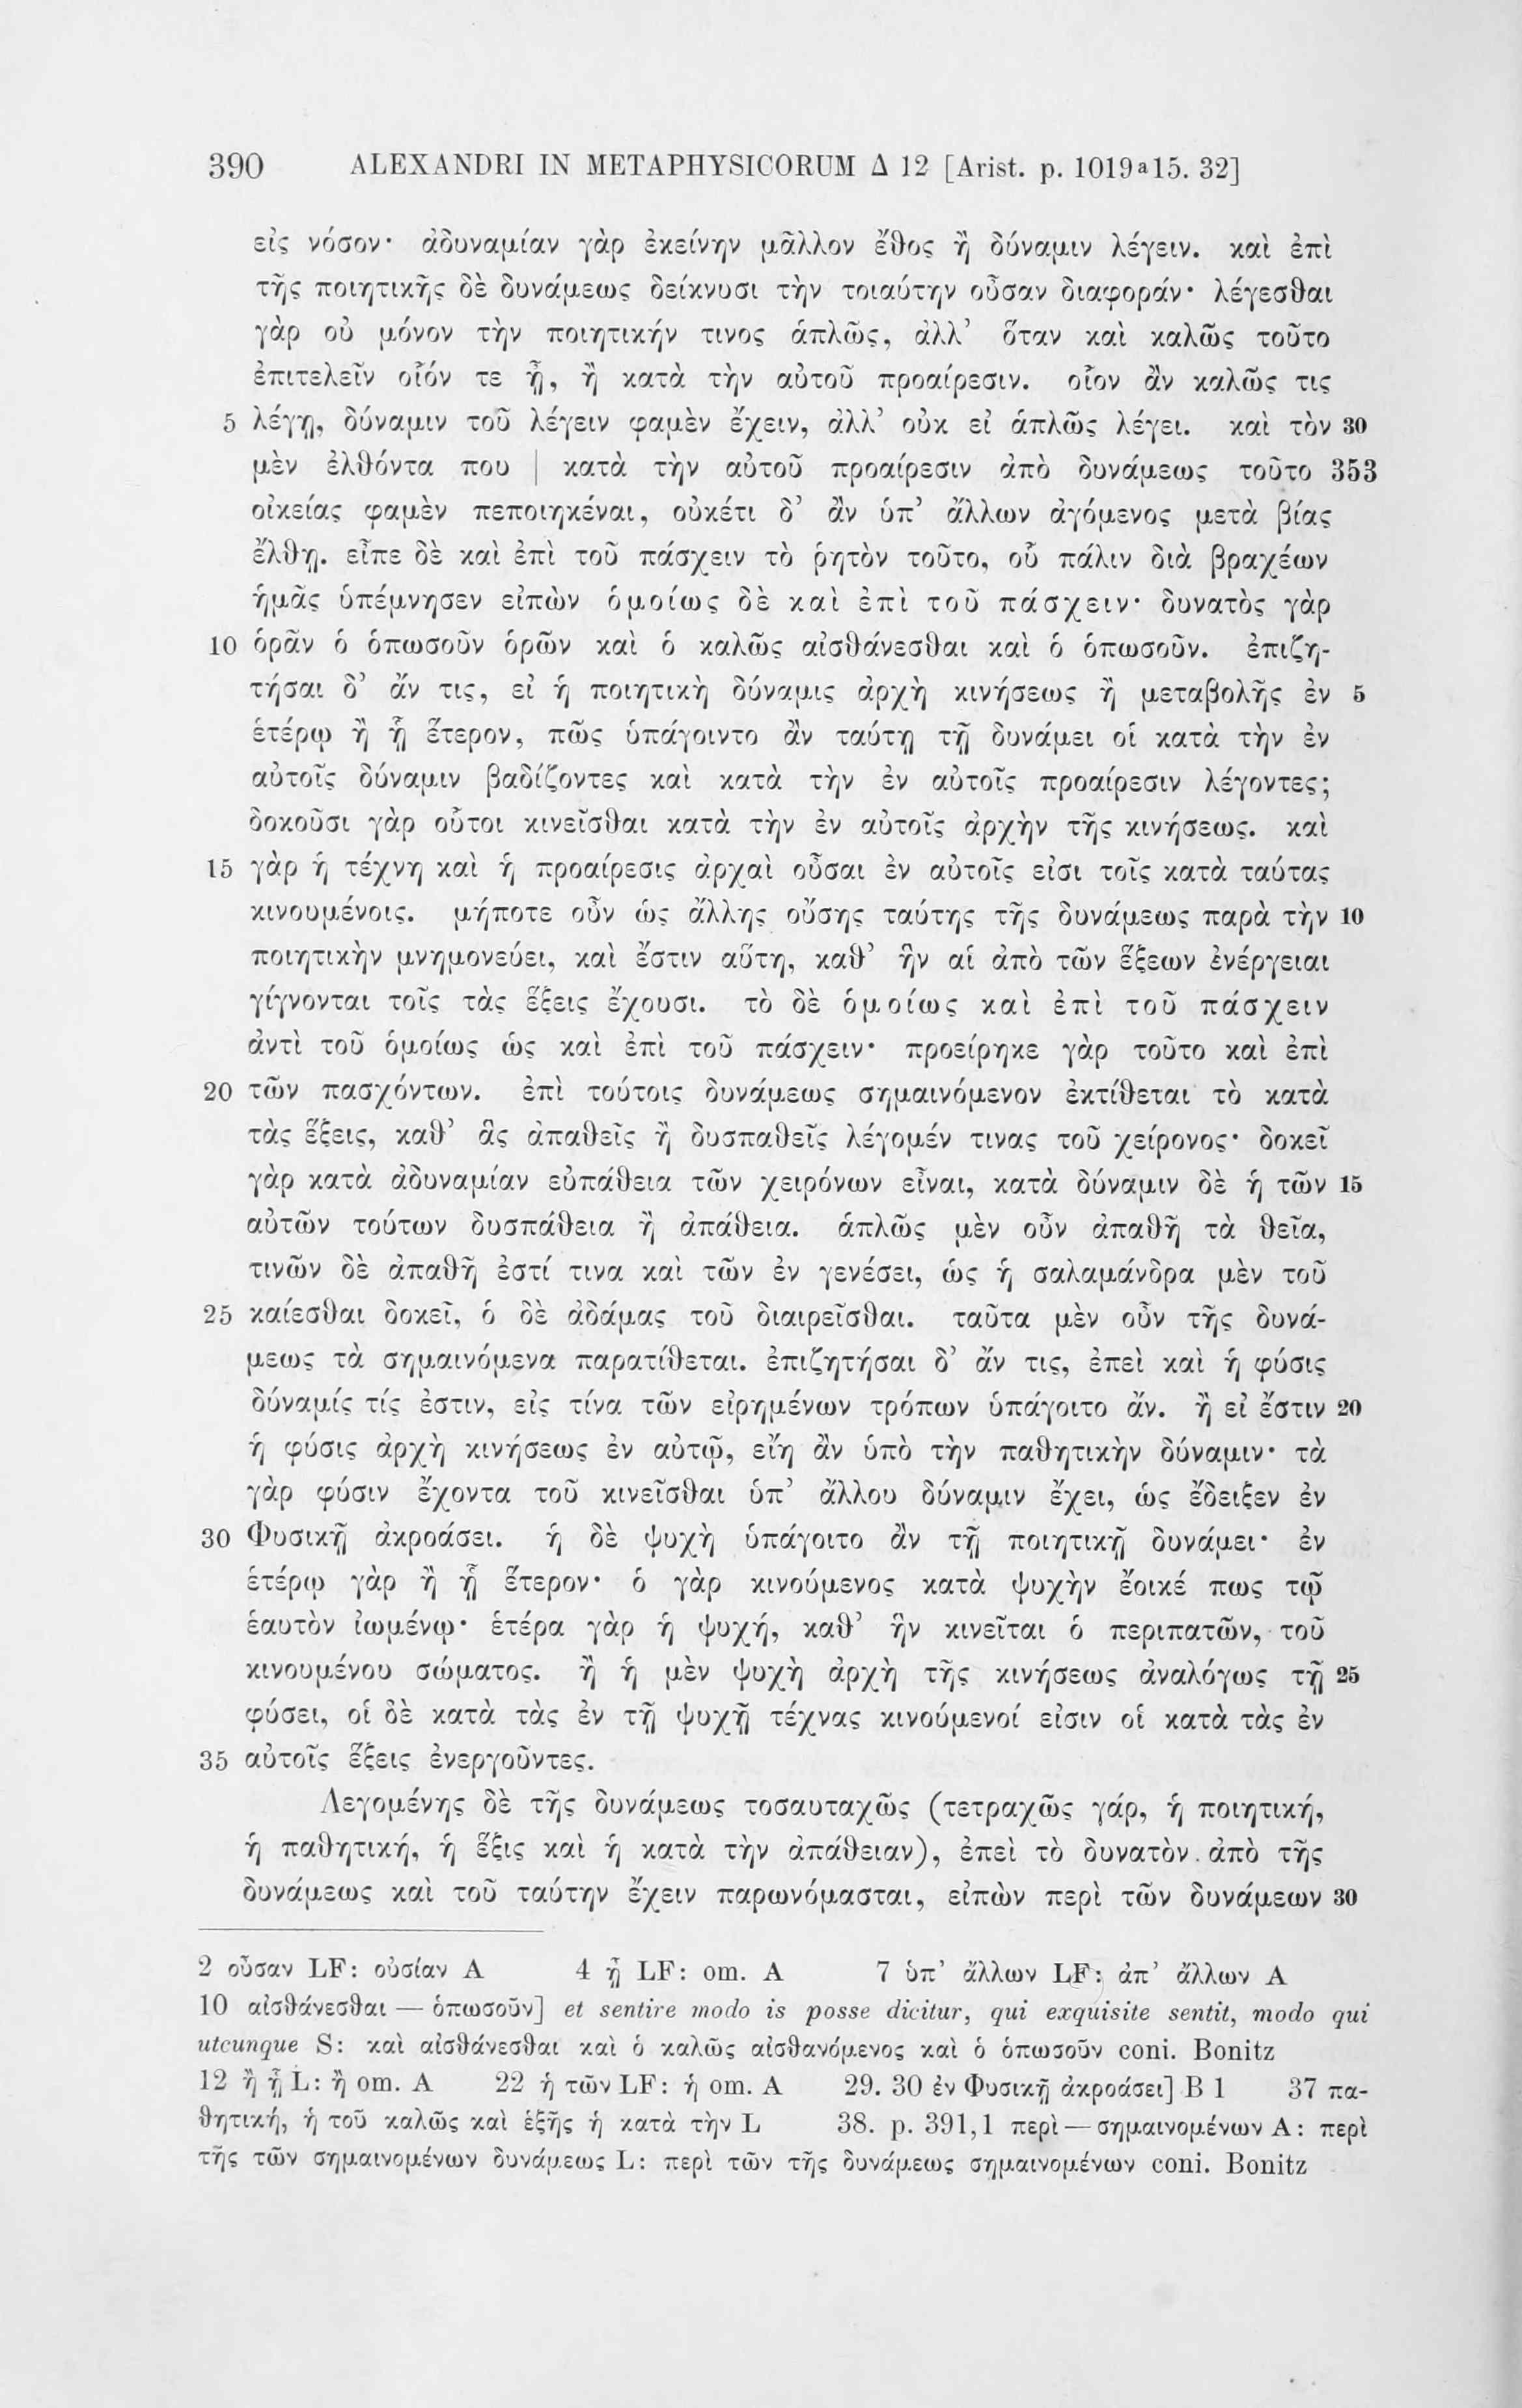 390 ALEXANDRI IN METAPHYSICORUM Δ 12 [Arist. p. 1019ᵃ15. 32]
εἰς νόσον· ἀδυναμίαν γὰρ ἐκείνην μᾶλλον ἔθος ἢ δύναμιν λέγειν. καὶ ἐπὶ
τῆς ποιητικῆς δὲ δυνάμεως δείκνυσι τὴν τοιαύτην οὖσαν διαφοράν· λέγεσθαι
γὰρ οὐ μόνον τὴν ποιητικήν τινος ἁπλῶς, ἀλλ’ ὅταν καὶ καλῶς τοῦτο
ἐπιτελεῖν οἷόν τε ᾖ, ἢ κατὰ τὴν αὑτοῦ προαίρεσιν. οἷον ἂν καλῶς τις
5 λέγῃ, δύναμιν τοῦ λέγειν φαμὲν ἔχειν, ἀλλ’ οὐκ εἰ ἁπλῶς λέγει. καὶ τὸν 30
μὲν ἐλθόντα που | κατὰ τὴν αὑτοῦ προαίρεσιν ἀπὸ δυνάμεως τοῦτο 353
οἰκείας φαμὲν πεποιηκέναι, οὐκέτι δ’ ἂν ὑπ’ ἄλλων ἀγόμενος μετὰ βίας
ἔλθῃ. εἶπε δὲ καὶ ἐπὶ τοῦ πάσχειν τὸ ῥητὸν τοῦτο, οὗ πάλιν διὰ βραχέων
ἡμᾶς ὑπέμνησεν εἰπὼν ὁμοίως δὲ καὶ ἐπὶ τοῦ πάσχειν· δυνατὸς γὰρ
10 ὁρᾶν ὁ ὁπωσοῦν ὁρῶν καὶ ὁ καλῶς αἰσθάνεσθαι καὶ ὁ ὁπωσοῦν. ἐπιζη-
τήσαι δ’ ἄν τις, εἰ ἡ ποιητικὴ δύναμις ἀρχὴ κινήσεως ἢ μεταβολῆς ἐν 5
ἑτέρῳ ἢ ᾗ ἕτερον, πῶς ὑπάγοιντο ἂν ταύτῃ τῇ δυνάμει οἱ κατὰ τὴν ἐν
αὑτοῖς δύναμιν βαδίζοντες καὶ κατὰ τὴν ἐν αὑτοῖς προαίρεσιν λέγοντες;
δοκοῦσι γὰρ οὗτοι κινεῖσθαι κατὰ τὴν ἐν αὑτοῖς ἀρχὴν τῆς κινήσεως. καὶ
15 γὰρ ἡ τέχνη καὶ ἡ προαίρεσις ἀρχαὶ οὖσαι ἐν αὐτοῖς εἰσι τοῖς κατὰ ταύτας
κινουμένοις. μήποτε οὖν ὡς ἄλλης οὔσης ταύτης τῆς δυνάμεως παρὰ τὴν 10
ποιητικὴν μνημονεύει, καὶ ἔστιν αὕτη, καθ’ ἣν αἱ ἀπὸ τῶν ἕξεων ἐνέργειαι
γίγνονται τοῖς τὰς ἕξεις ἔχουσι. τὸ δὲ ὁμοίως καὶ ἐπὶ τοῦ πάσχειν
ἀντὶ τοῦ ὁμοίως ὡς καὶ ἐπὶ τοῦ πάσχειν· προείρηκε γὰρ τοῦτο καὶ ἐπὶ
20 τῶν πασχόντων. ἐπὶ τούτοις δυνάμεως σημαινόμενον ἐκτίθεται τὸ κατὰ
τὰς ἕξεις, καθ’ ἃς ἀπαθεῖς ἢ δυσπαθεῖς λέγομέν τινας τοῦ χείρονος· δοκεῖ
γὰρ κατὰ ἀδυναμίαν εὐπάθεια τῶν χειρόνων εἶναι, κατὰ δύναμιν δὲ ἡ τῶν 15
αὐτῶν τούτων δυσπάθεια ἢ ἀπάθεια. ἁπλῶς μὲν οὖν ἀπαθῆ τὰ θεῖα,
τινῶν δὲ ἀπαθῆ ἐστί τινα καὶ τῶν ἐν γενέσει, ὡς ἡ σαλαμάνδρα μὲν τοῦ
25 καίεσθαι δοκεῖ, ὁ δὲ ἀδάμας τοῦ διαιρεῖσθαι. ταῦτα μὲν οὖν τῆς δυνά-
μεως τὰ σημαινόμενα παρατίθεται. ἐπιζητήσαι δ’ ἄν τις, ἐπεὶ καὶ ἡ φύσις
δύναμίς τίς ἐστιν, εἰς τίνα τῶν εἰρημένων τρόπων ὑπάγοιτο ἄν. ἢ εἰ ἔστιν 20
ἡ φύσις ἀρχὴ κινήσεως ἐν αὐτῷ, εἴη ἂν ὑπὸ τὴν παθητικὴν δύναμιν· τὰ
γὰρ φύσιν ἔχοντα τοῦ κινεῖσθαι ὑπ’ ἄλλου δύναμιν ἔχει, ὡς ἔδειξεν ἐν
30 Φυσικῇ ἀκροάσει. ἡ δὲ ψυχὴ ὑπάγοιτο ἂν τῇ ποιητικῇ δυνάμει· ἐν
ἑτέρῳ γὰρ ἢ ᾗ ἕτερον· ὁ γὰρ κινούμενος κατὰ ψυχὴν ἔοικέ πως τῷ
ἑαυτὸν ἰωμένῳ· ἑτέρα γὰρ ἡ ψυχή, καθ’ ἣν κινεῖται ὁ περιπατῶν, τοῦ
κινουμένου σώματος. ἢ ἡ μὲν ψυχὴ ἀρχὴ τῆς κινήσεως ἀναλόγως τῇ 25
φύσει, οἱ δὲ κατὰ τὰς ἐν τῇ ψυχῇ τέχνας κινούμενοί εἰσιν οἱ κατὰ τὰς ἐν
35 αὑτοῖς ἕξεις ἐνεργοῦντες.
Λεγομένης δὲ τῆς δυνάμεως τοσαυταχῶς (τετραχῶς γάρ, ἡ ποιητική,
ἡ παθητική, ἡ ἕξις καὶ ἡ κατὰ τὴν ἀπάθειαν), ἐπεὶ τὸ δυνατὸν ἀπὸ τῆς
δυνάμεως καὶ τοῦ ταύτην ἔχειν παρωνόμασται, εἰπὼν περὶ τῶν δυνάμεων 30
2 οὖσαν LF: οὐσίαν A 4 ᾖ LF: om. A 7 ὑπ’ ἄλλων LF: ἀπ’ ἄλλων A
10 αἰσθάνεσθαι — ὁπωσοῦν] et sentire modo is posse dicitur, qui exquisite sentit, modo qui
utcunque S: καὶ αἰσθάνεσθαι καὶ ὁ καλῶς αἰσθανόμενος καὶ ὁ ὁπωσοῦν coni. Bonitz
12 ἢ ᾗ L: ἢ om. A 22 ἡ τῶν LF: ἡ om. A 29. 30 ἐν Φυσικῇ ἀκροάσει] B 1 37 πα-
θητική, ἡ τοῦ καλῶς καὶ ἑξῆς ἡ κατὰ τὴν L 38. p. 391,1 περὶ — σημαινομένων A: περὶ
τῆς τῶν σημαινομένων δυνάμεως L: περὶ τῶν τῆς δυνάμεως σημαινομένων coni. Bonitz